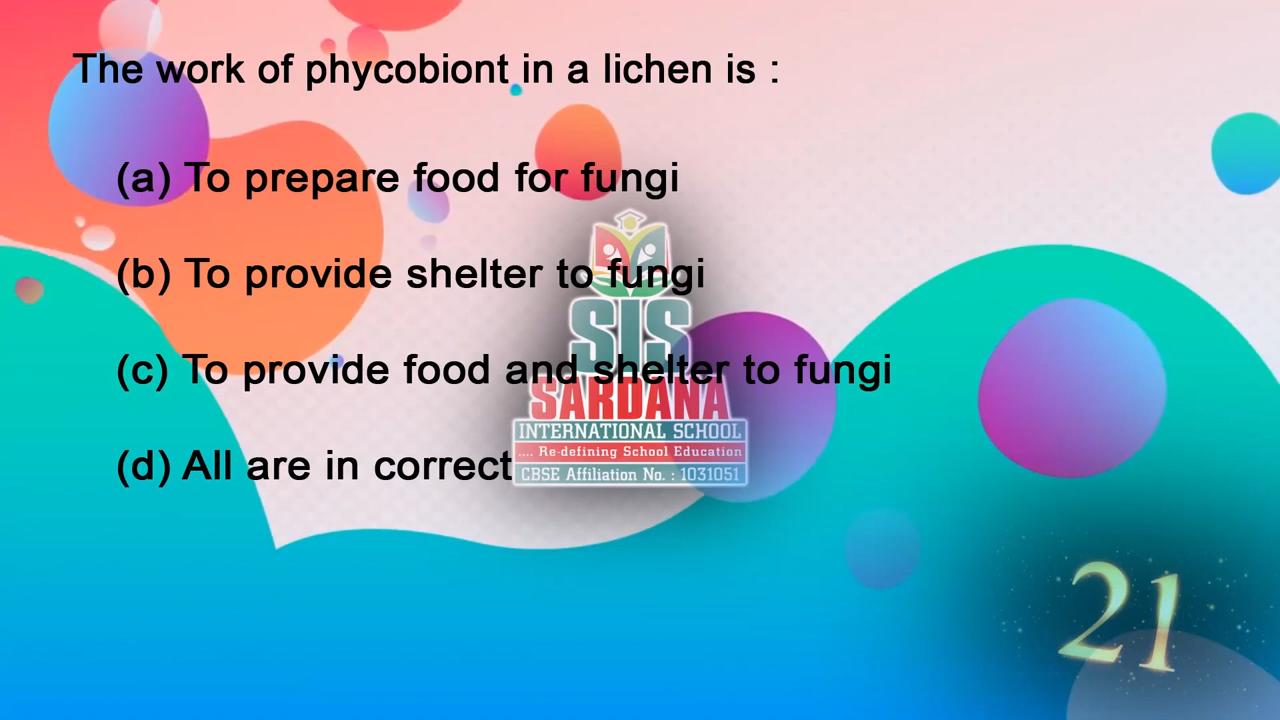 The work of phycobiont in a lichen is :
(a) To prepare food for fungi
(b) To provide shelter to fungi
(c) To provide food and shelter to fungi
(d) All are in correct
SIS
SARDANA
INTERNATIONAL SCHOOL
.... Re-defining School Education
CBSE Affiliation No. : 1031051
21